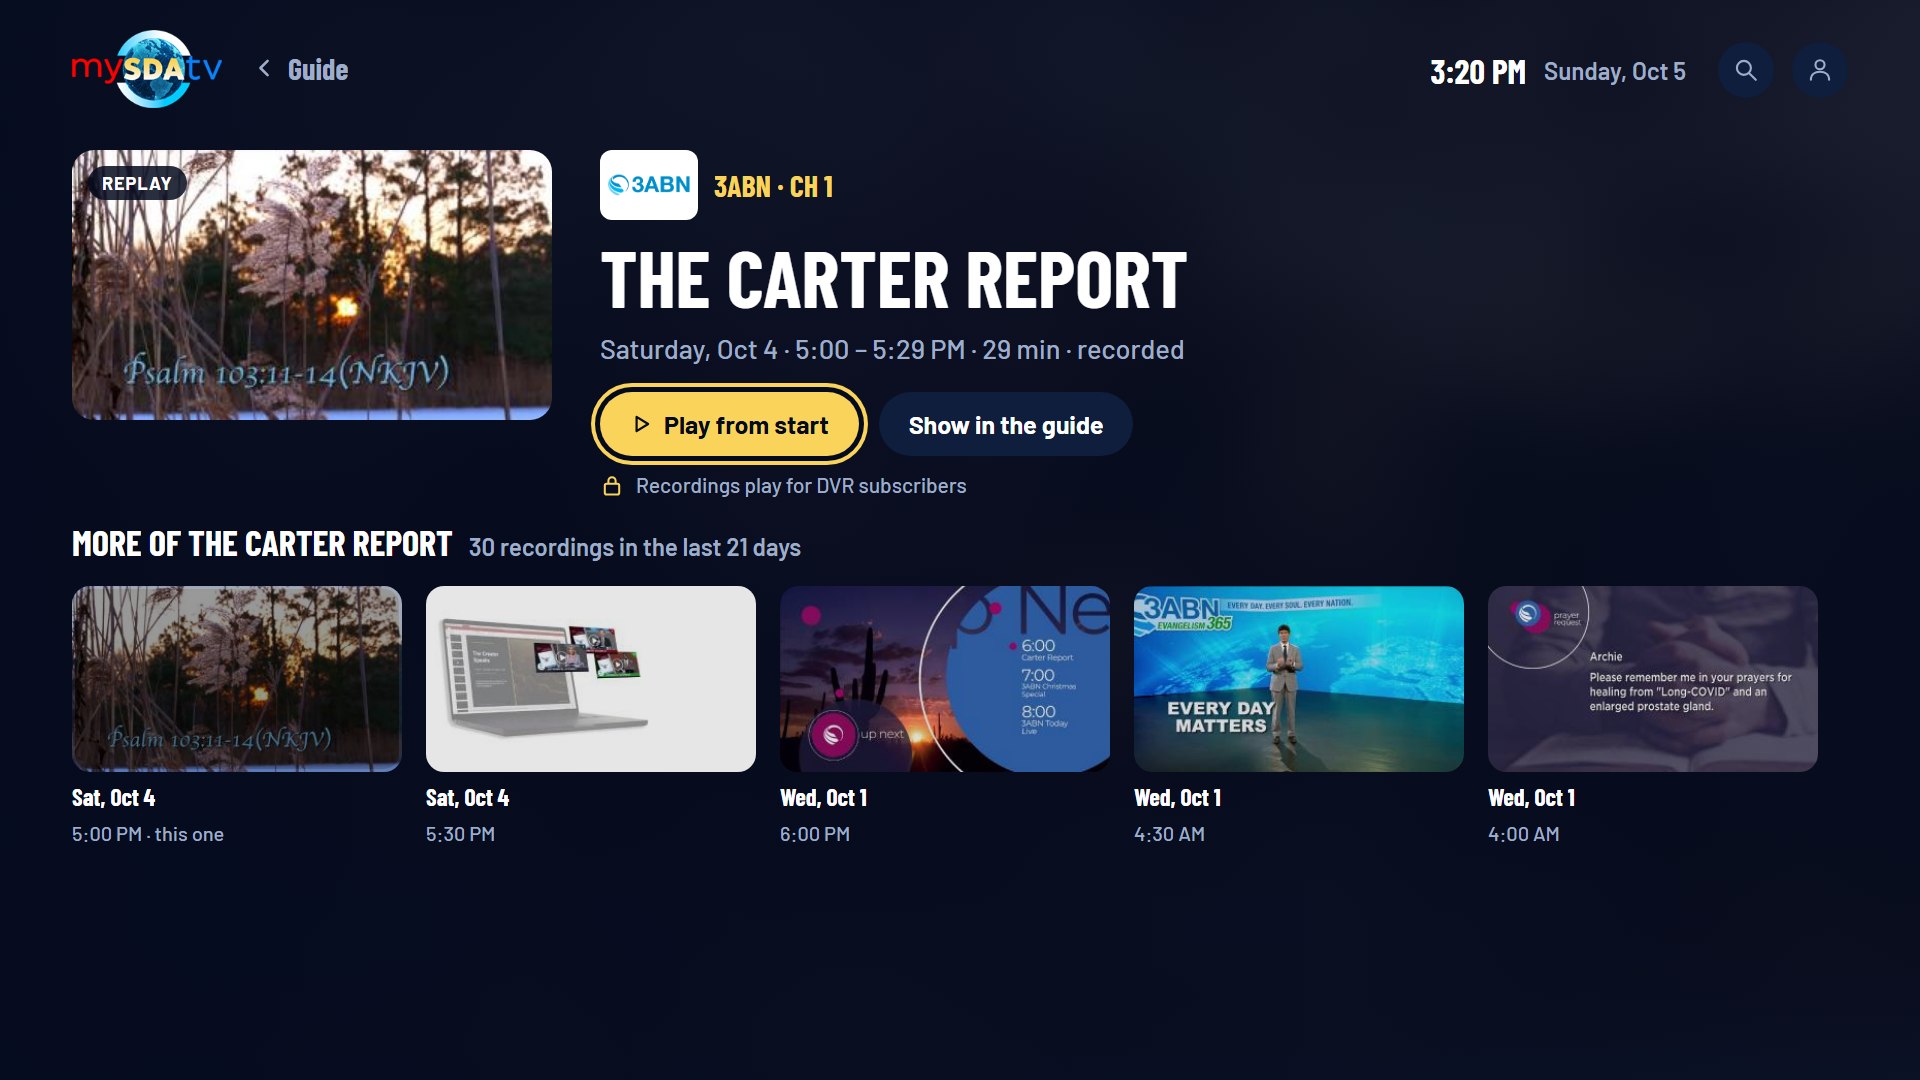 mySDAtv
Guide
3:20 PM Sunday, Oct 5
REPLAY
Psalm 103:11-14(NKJV)
3ABN
3ABN · CH 1
THE CARTER REPORT
Saturday, Oct 4 · 5:00 – 5:29 PM · 29 min · recorded
Play from start
Show in the guide
Recordings play for DVR subscribers
MORE OF THE CARTER REPORT 30 recordings in the last 21 days
Psalm 103:11-14(NKJV)
Sat, Oct 4
5:00 PM · this one
Sat, Oct 4
5:30 PM
p Ne
6:00
Carter Report
7:00
3ABN Christmas
Special
8:00
3ABN Today
Live
up next
Wed, Oct 1
6:00 PM
3ABN
EVERY DAY. EVERY SOUL. EVERY NATION.
EVANGELISM 365
EVERY DAY
MATTERS
Wed, Oct 1
4:30 AM
prayer
request
Archie
Please remember me in your prayers for
healing from "Long-COVID" and an
enlarged prostate gland.
Wed, Oct 1
4:00 AM